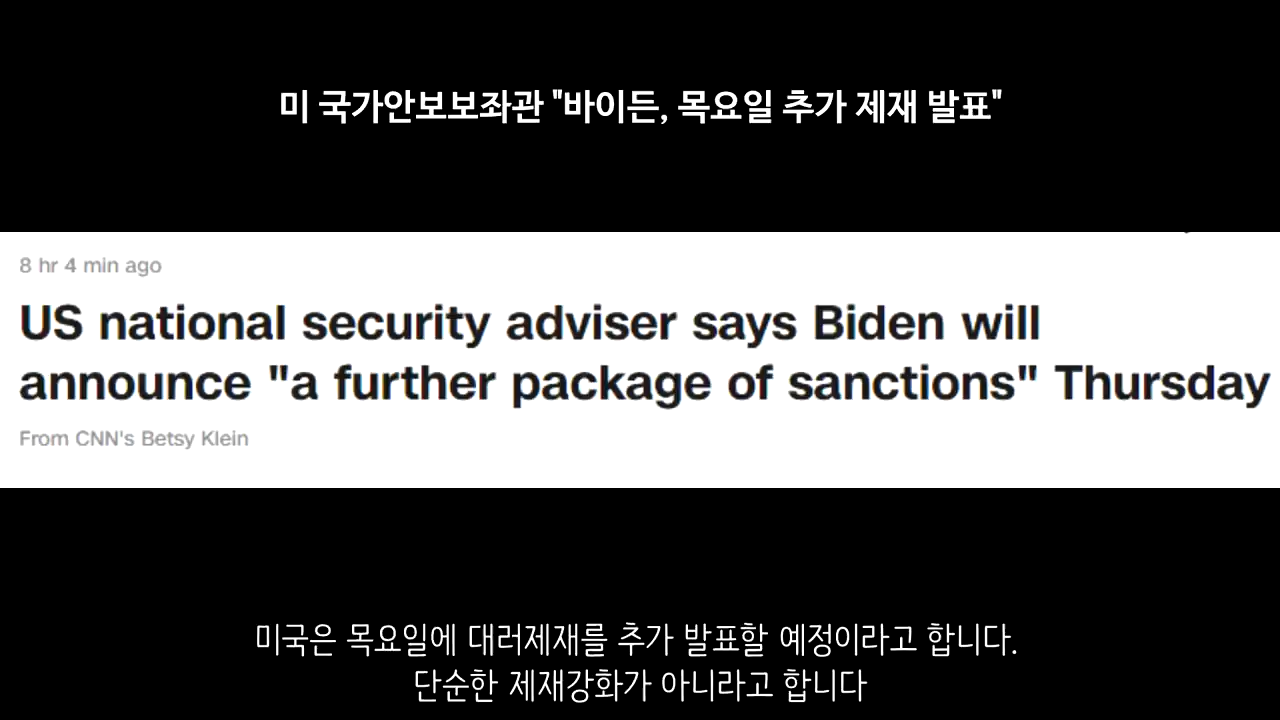 미 국가안보보좌관 "바이든, 목요일 추가 제재 발표"
8 hr 4 min ago
US national security adviser says Biden will
announce "a further package of sanctions" Thursday
From CNN's Betsy Klein
미국은 목요일에 대러제재를 추가 발표할 예정이라고 합니다.
단순한 제재강화가 아니라고 합니다